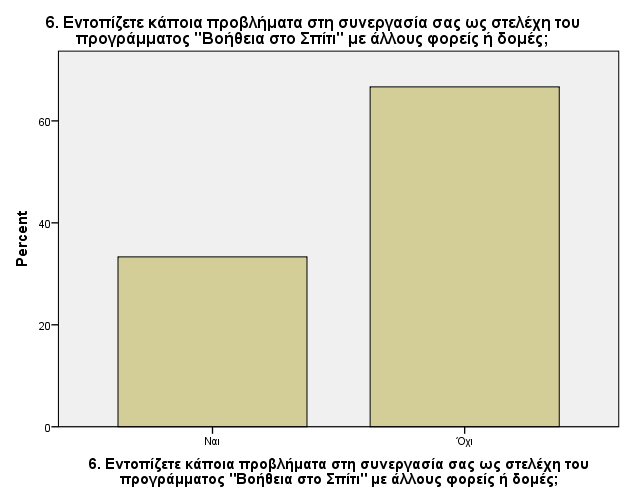 6. Εντοπίζετε κάποια προβλήματα στη συνεργασία σας ως στελέχη του
προγράμματος "Βοήθεια στο Σπίτι" με άλλους φορείς ή δομές;
60
40
20
0
Percent
Ναι
Όχι
6. Εντοπίζετε κάποια προβλήματα στη συνεργασία σας ως στελέχη του
προγράμματος "Βοήθεια στο Σπίτι" με άλλους φορείς ή δομές;